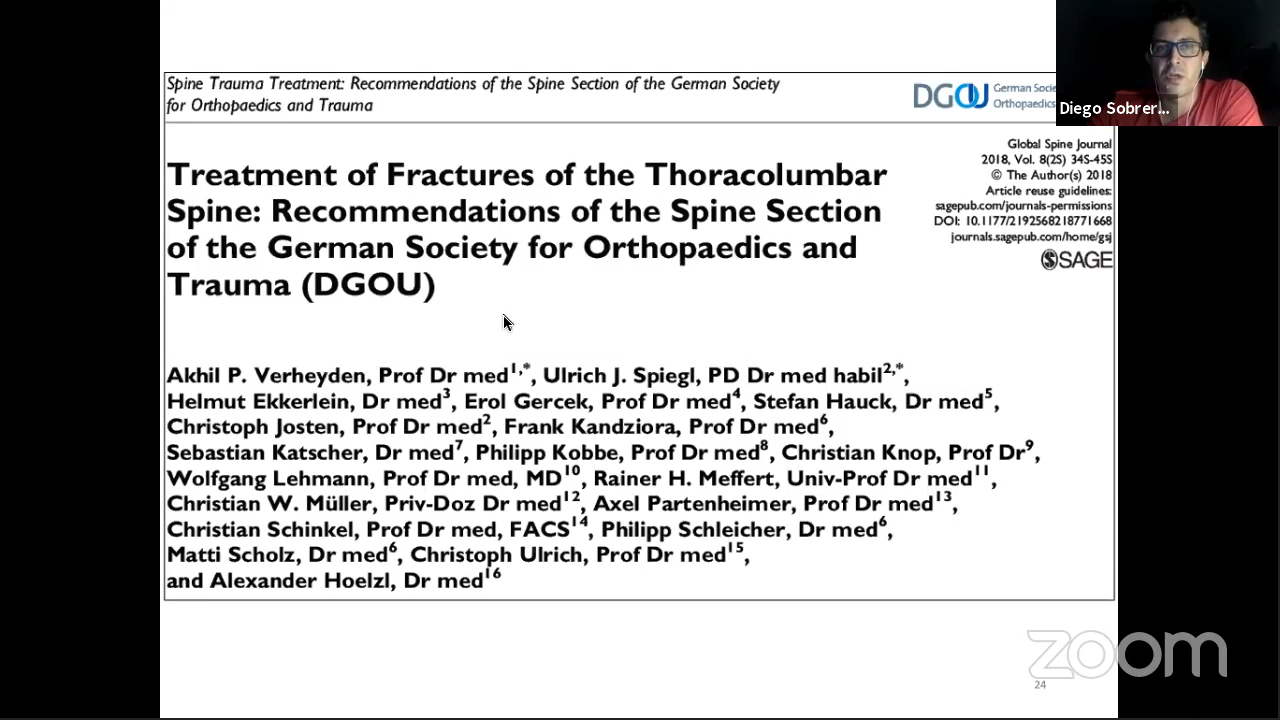 Spine Trauma Treatment: Recommendations of the Spine Section of the German Society
for Orthopaedics and Trauma
DGOU
German Socie
Orthopaedics
Diego Sobrer...
Global Spine Journal
2018, Vol. 8(2S) 34S-45S
© The Author(s) 2018
Article reuse guidelines:
sagepub.com/journals-permissions
DOI: 10.1177/2192568218771668
journals.sagepub.com/home/gsj
SAGE
Treatment of Fractures of the Thoracolumbar
Spine: Recommendations of the Spine Section
of the German Society for Orthopaedics and
Trauma (DGOU)
Akhil P. Verheyden, Prof Dr med1,*, Ulrich J. Spiegl, PD Dr med habil2,*,
Helmut Ekkerlein, Dr med3, Erol Gercek, Prof Dr med4, Stefan Hauck, Dr med5,
Christoph Josten, Prof Dr med2, Frank Kandziora, Prof Dr med6,
Sebastian Katscher, Dr med7, Philipp Kobbe, Prof Dr med8, Christian Knop, Prof Dr9,
Wolfgang Lehmann, Prof Dr med, MD10, Rainer H. Meffert, Univ-Prof Dr med11,
Christian W. Müller, Priv-Doz Dr med12, Axel Partenheimer, Prof Dr med13,
Christian Schinkel, Prof Dr med, FACS14, Philipp Schleicher, Dr med6,
Matti Scholz, Dr med6, Christoph Ulrich, Prof Dr med15,
and Alexander Hoelzl, Dr med16
zoom
24